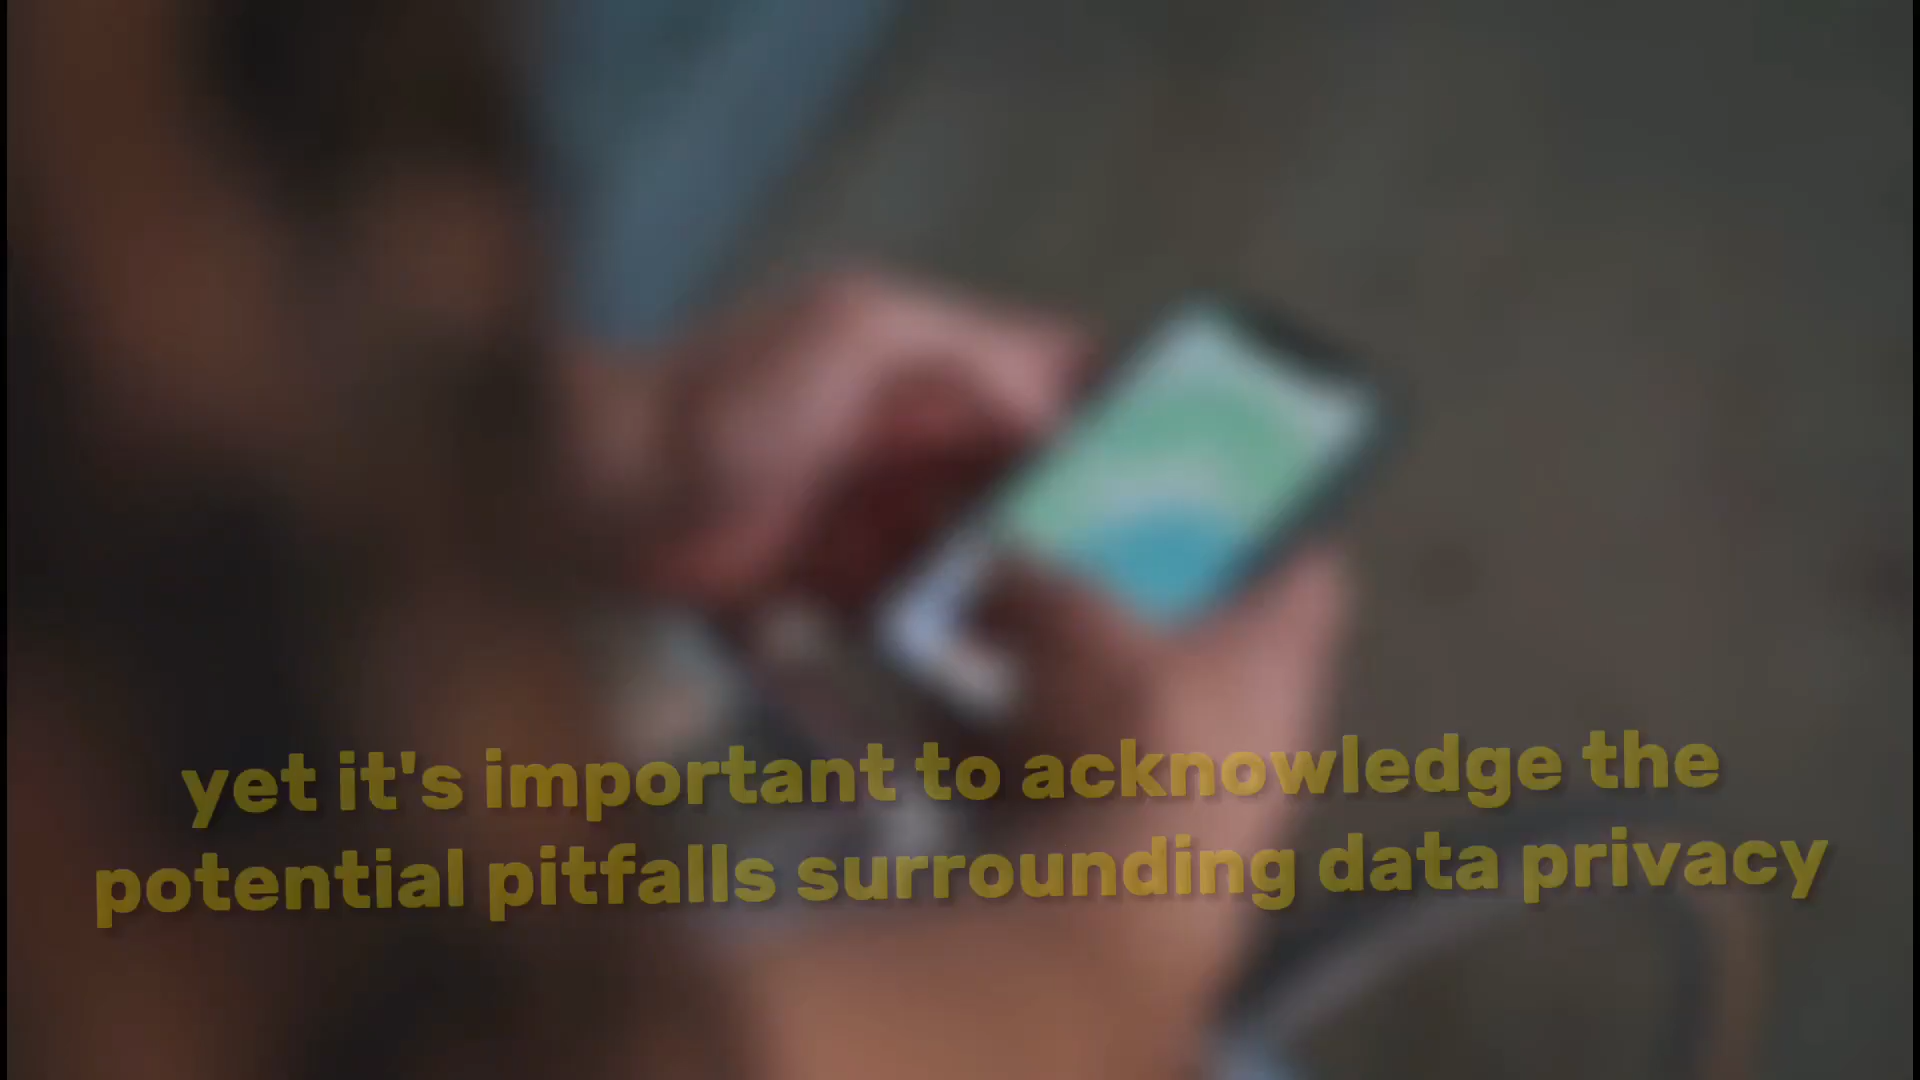 yet it's important to acknowledge the
potential pitfalls surrounding data privacy